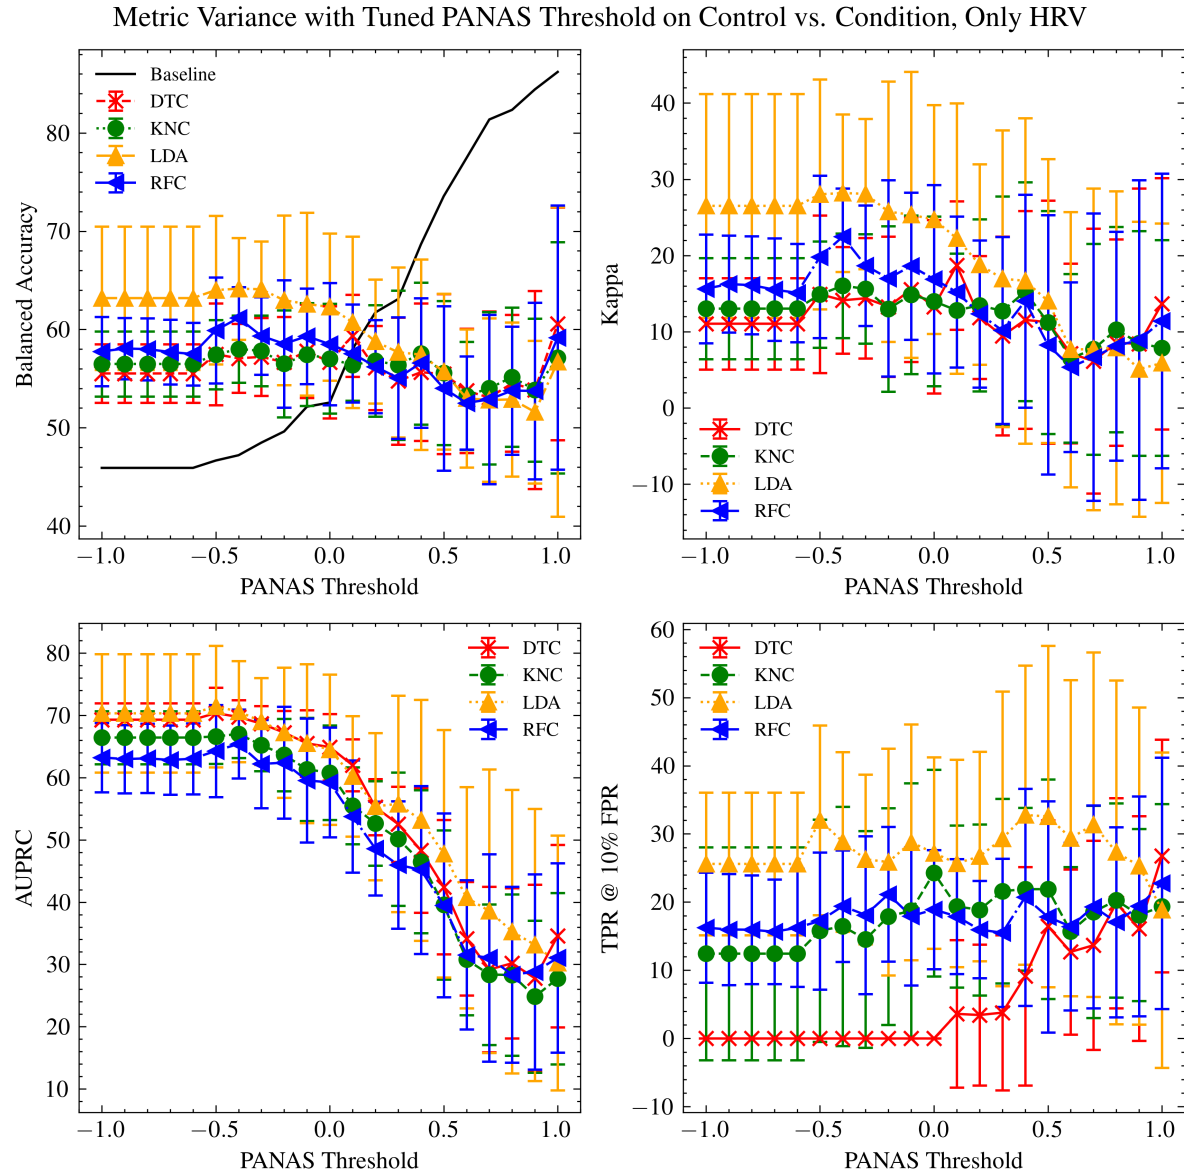 Metric Variance with Tuned PANAS Threshold on Control vs. Condition, Only HRV
Balanced Accuracy
80
70
60
50
40
Baseline
DTC
KNC
LDA
RFC
−1.0 −0.5 0.0 0.5 1.0
PANAS Threshold
Kappa
40
30
20
10
0
−10
DTC
KNC
LDA
RFC
−1.0 −0.5 0.0 0.5 1.0
PANAS Threshold
AUPRC
80
70
60
50
40
30
20
10
DTC
KNC
LDA
RFC
−1.0 −0.5 0.0 0.5 1.0
PANAS Threshold
TPR @ 10% FPR
60
50
40
30
20
10
0
−10
DTC
KNC
LDA
RFC
−1.0 −0.5 0.0 0.5 1.0
PANAS Threshold